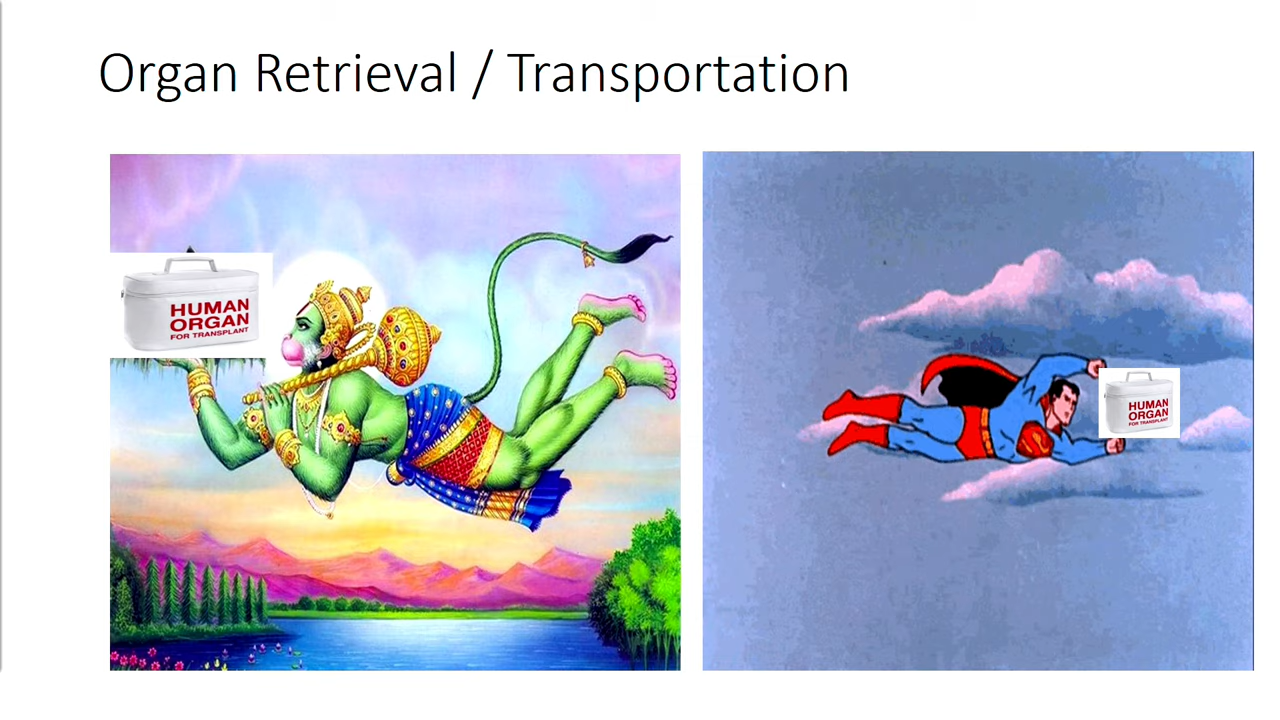 Organ Retrieval / Transportation
HUMAN
ORGAN
FOR TRANSPLANT
HUMAN
ORGAN
FOR TRANSPLANT